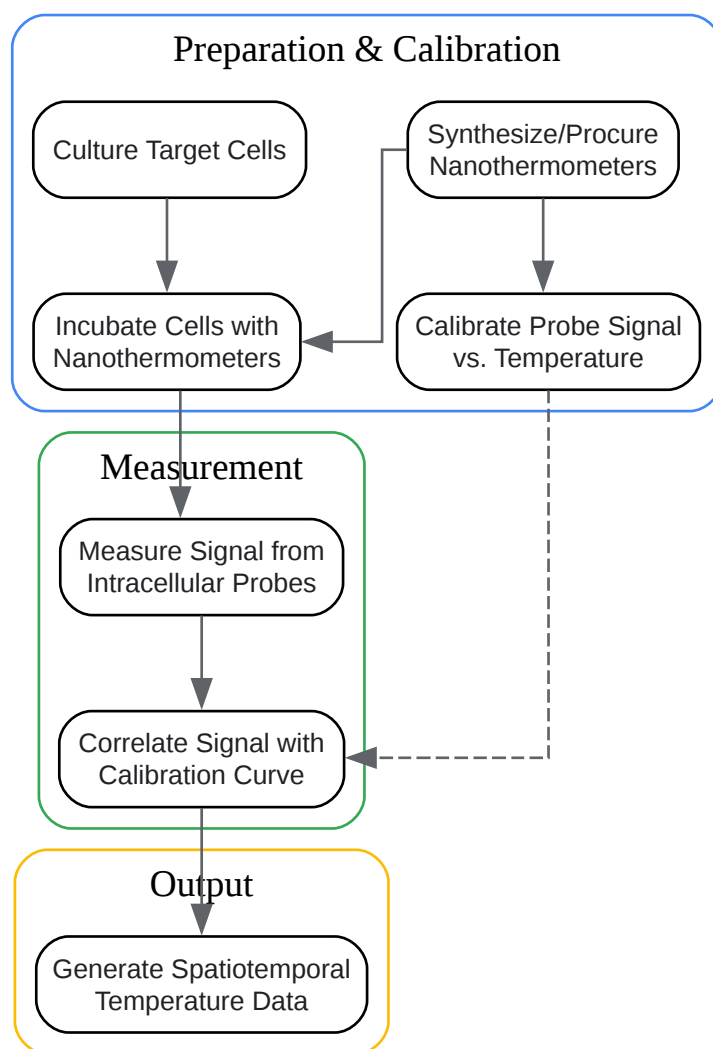 Preparation & Calibration
Culture Target Cells
Synthesize/Procure
Nanothermometers
Incubate Cells with
Nanothermometers
Calibrate Probe Signal
vs. Temperature
Measurement
Measure Signal from
Intracellular Probes
Correlate Signal with
Calibration Curve
Output
Generate Spatiotemporal
Temperature Data